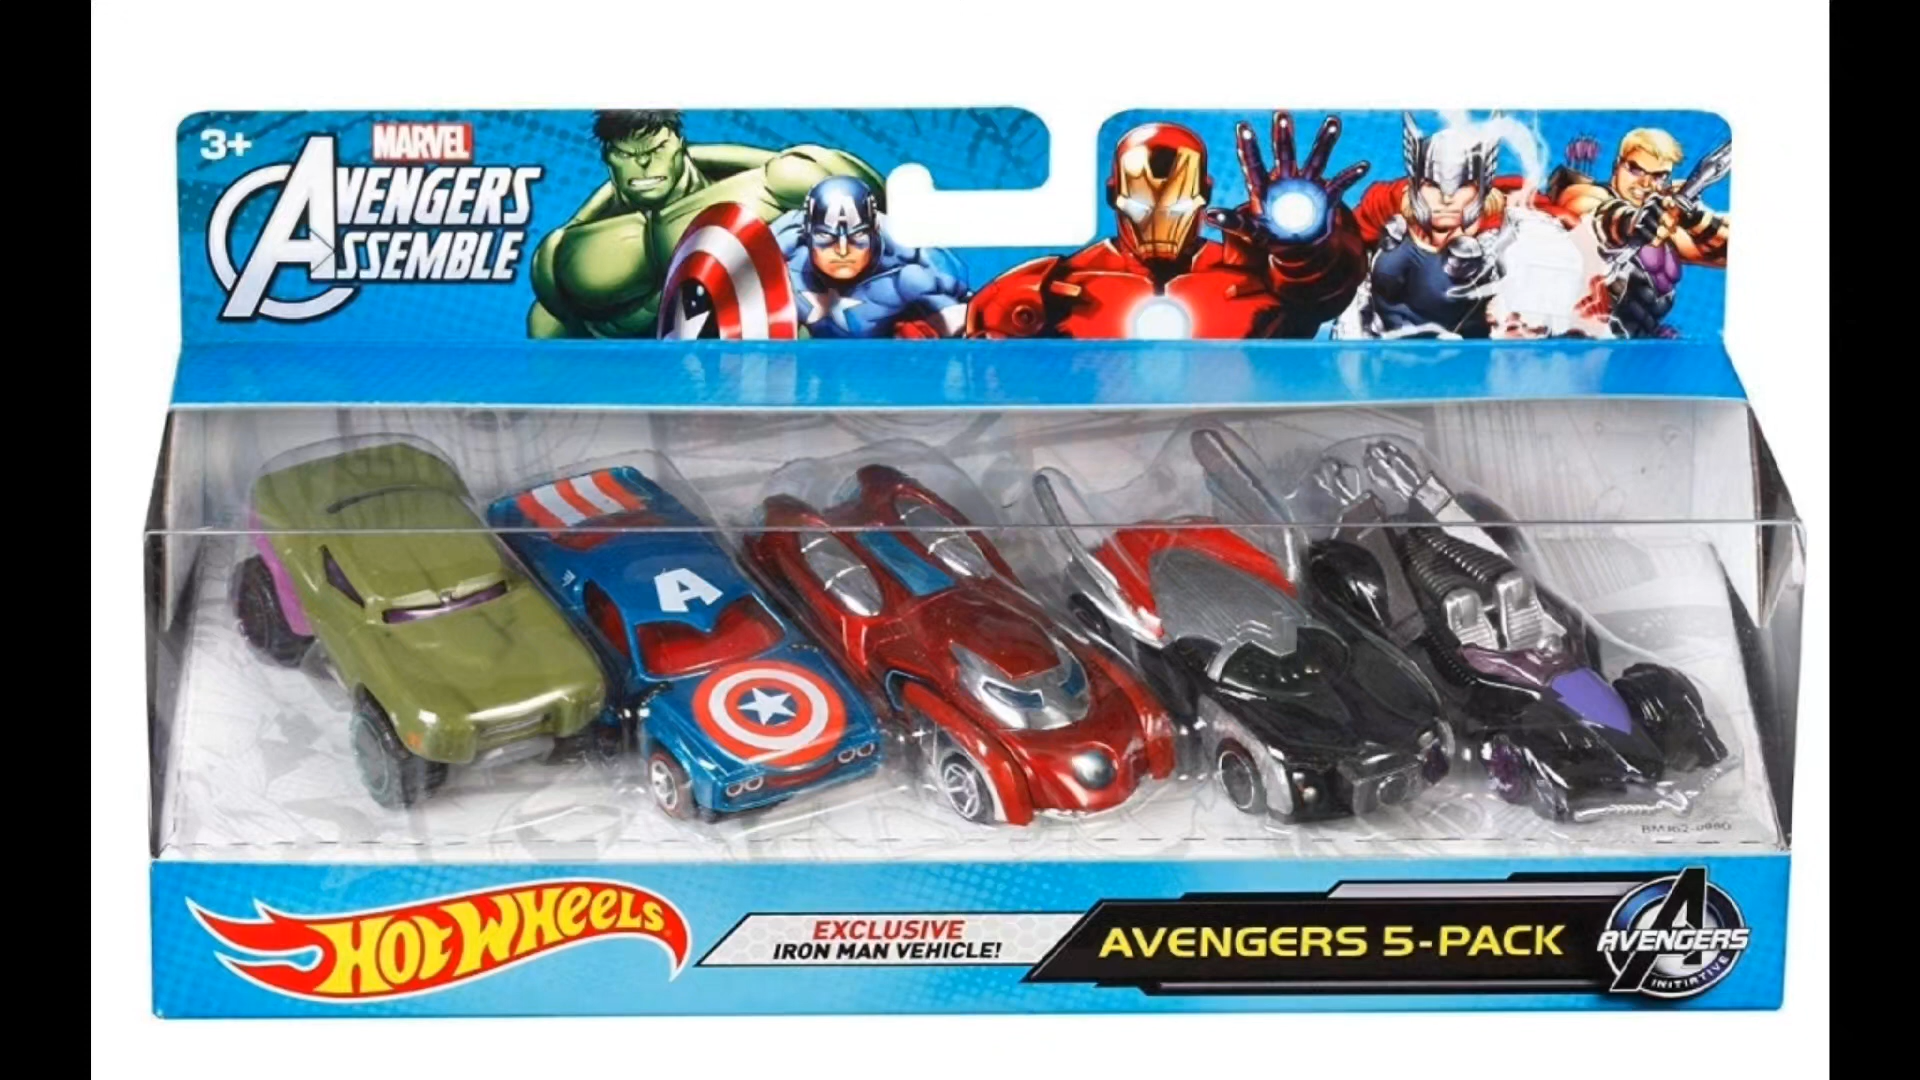 3+
MARVEL
AVENGERS
ASSEMBLE
A
A
HOT WHEELS
EXCLUSIVE
IRON MAN VEHICLE!
AVENGERS 5-PACK
AVENGERS
INITIATIVE